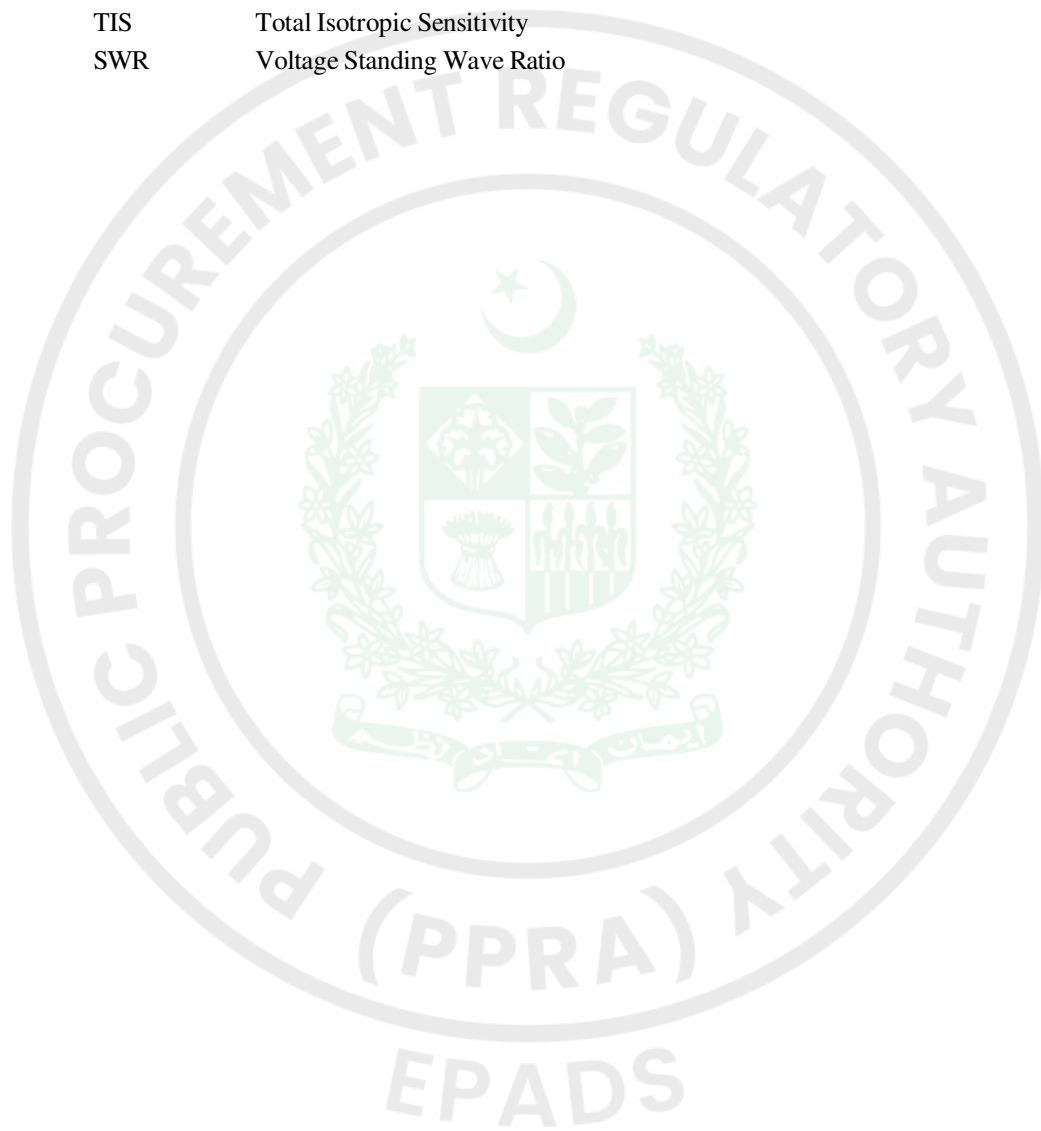 TIS Total Isotropic Sensitivity
SWR Voltage Standing Wave Ratio
PUBLIC PROCUREMENT REGULATORY AUTHORITY
(PPRA)
EPADS